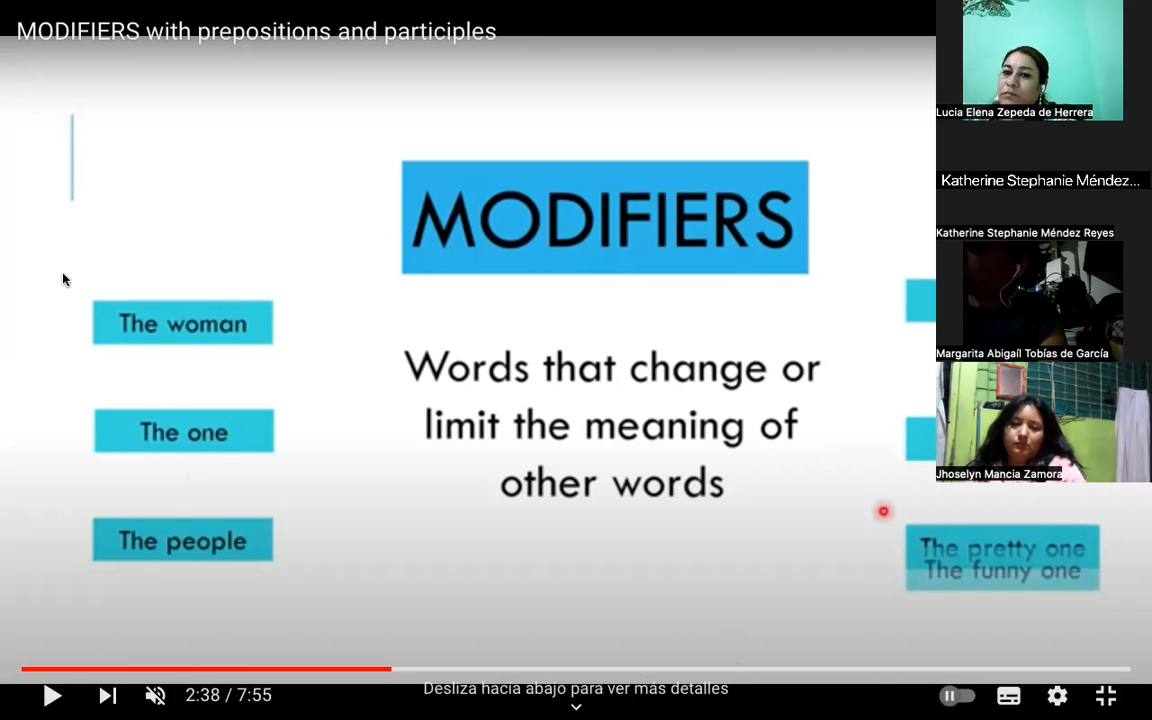 MODIFIERS with prepositions and participles
MODIFIERS
The woman
The one
The people
Words that change or
limit the meaning of
other words
The pretty one
The funny one
Lucia Elena Zepeda de Herrera
Katherine Stephanie Méndez...
Katherine Stephanie Méndez Reyes
Margarita Abigaíl Tobías de García
Jhoselyn Mancia Zamora
2:38 / 7:55
Desliza hacia abajo para ver más detalles